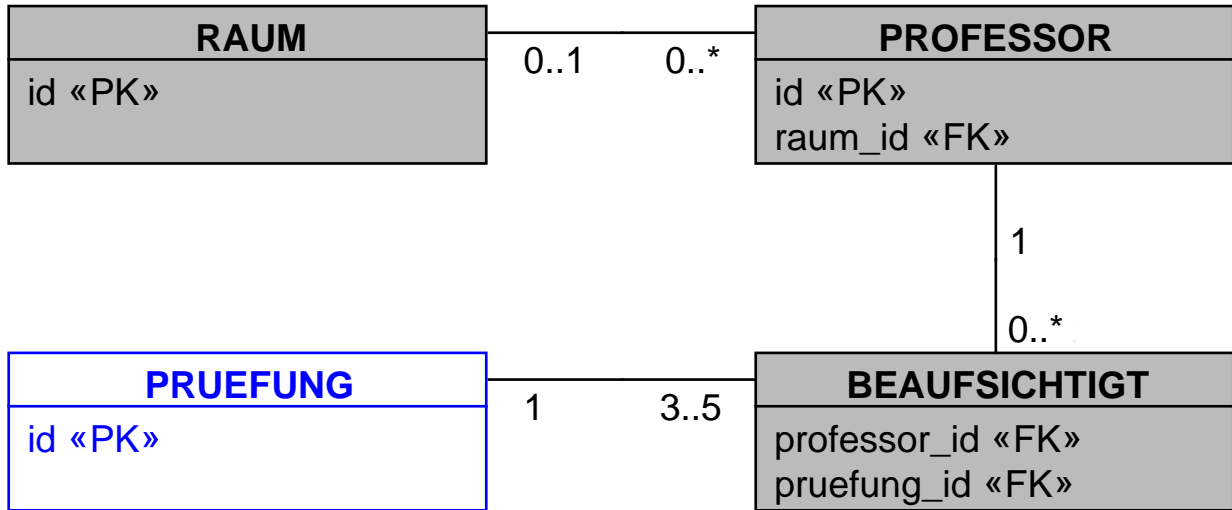 RAUM
id «PK»
0..1
0..*
PROFESSOR
id «PK»
raum_id «FK»
1
0..*
PRUEFUNG
id «PK»
1
3..5
BEAUFSICHTIGT
professor_id «FK»
pruefung_id «FK»